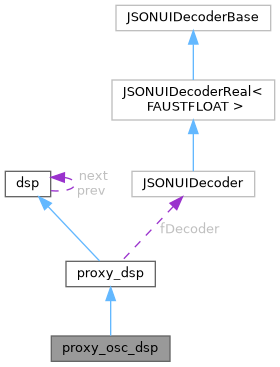 JSONUIDecoderBase
JSONUIDecoderReal<
FAUSTFLOAT >
next
prev
dsp
JSONUIDecoder
fDecoder
proxy_dsp
proxy_osc_dsp